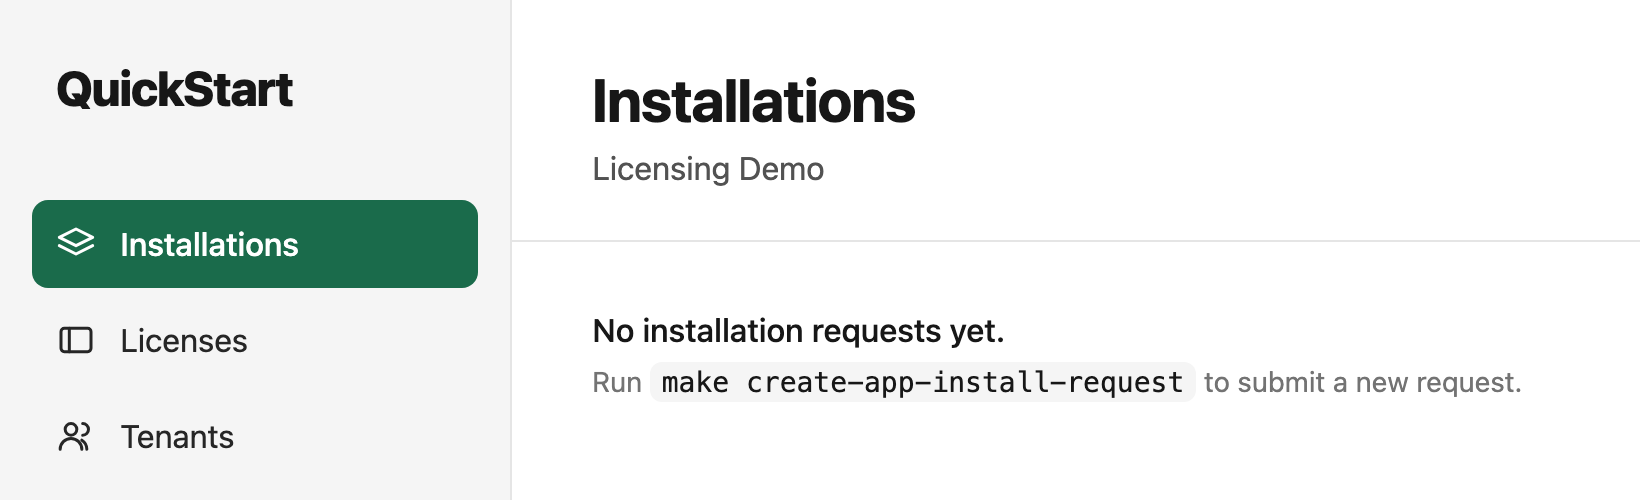 QuickStart
Installations
Licenses
Tenants
Installations
Licensing Demo
No installation requests yet.
Run make create-app-install-request to submit a new request.